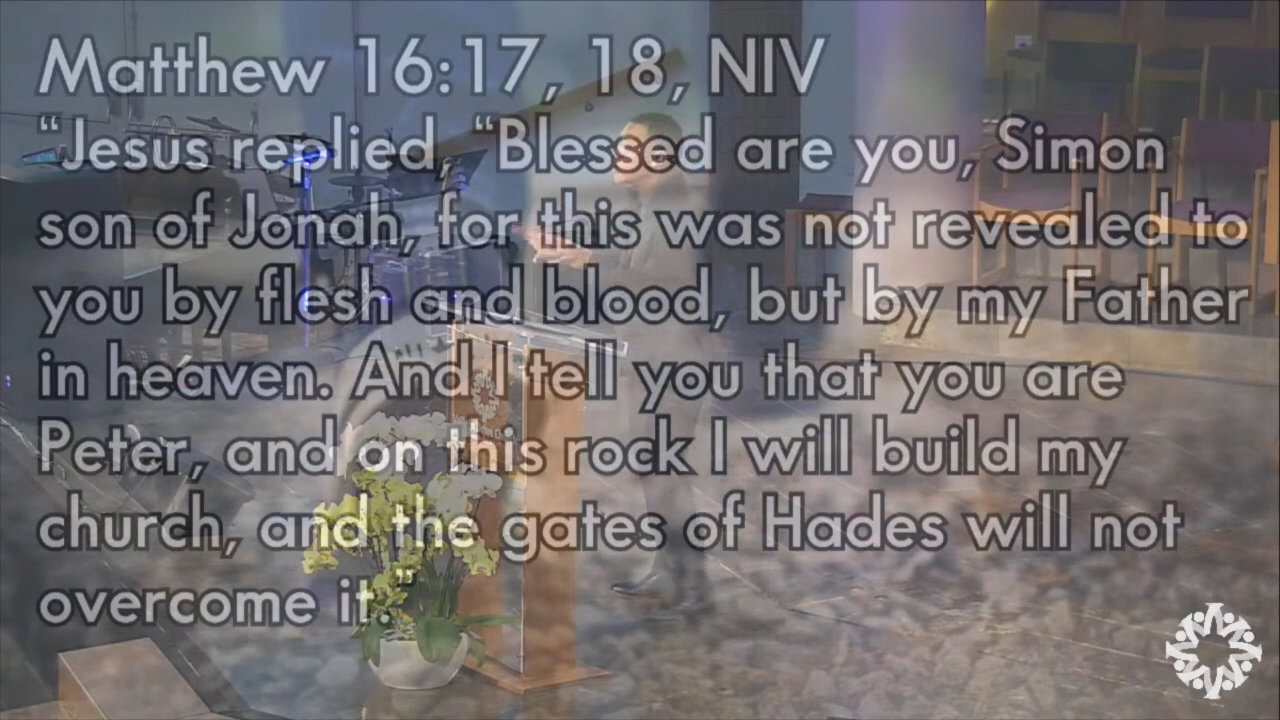 Matthew 16:17, 18, NIV
“Jesus replied, “Blessed are you, Simon
son of Jonah, for this was not revealed to
you by flesh and blood, but by my Father
in heaven. And I tell you that you are
Peter, and on this rock I will build my
church, and the gates of Hades will not
overcome it.”